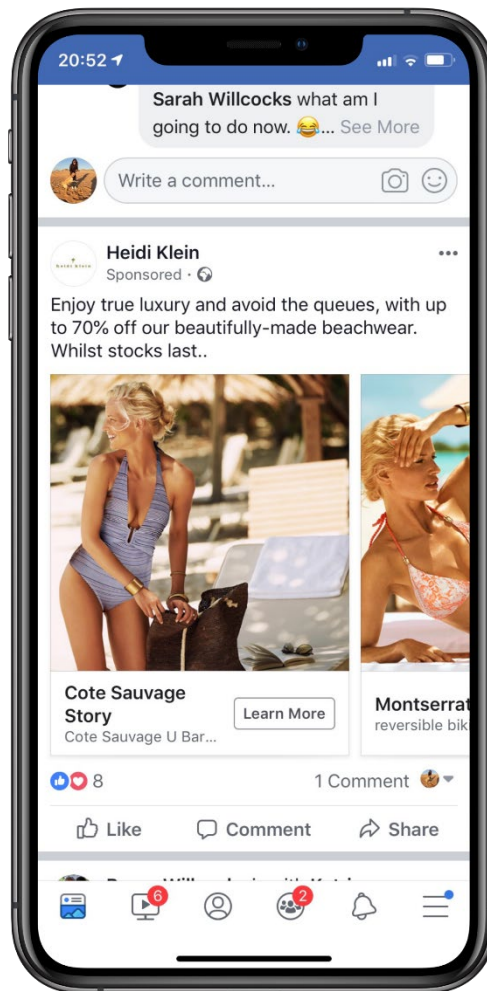 20:52
Sarah Willcocks what am I
going to do now. 😂... See More
Write a comment...
Heidi Klein
heidi klein
Sponsored ·
Enjoy true luxury and avoid the queues, with up
to 70% off our beautifully-made beachwear.
Whilst stocks last..
Cote Sauvage
Story
Cote Sauvage U Bar...
Learn More
Montserrat
reversible bik
8
1 Comment
Like
Comment
Share
6
2